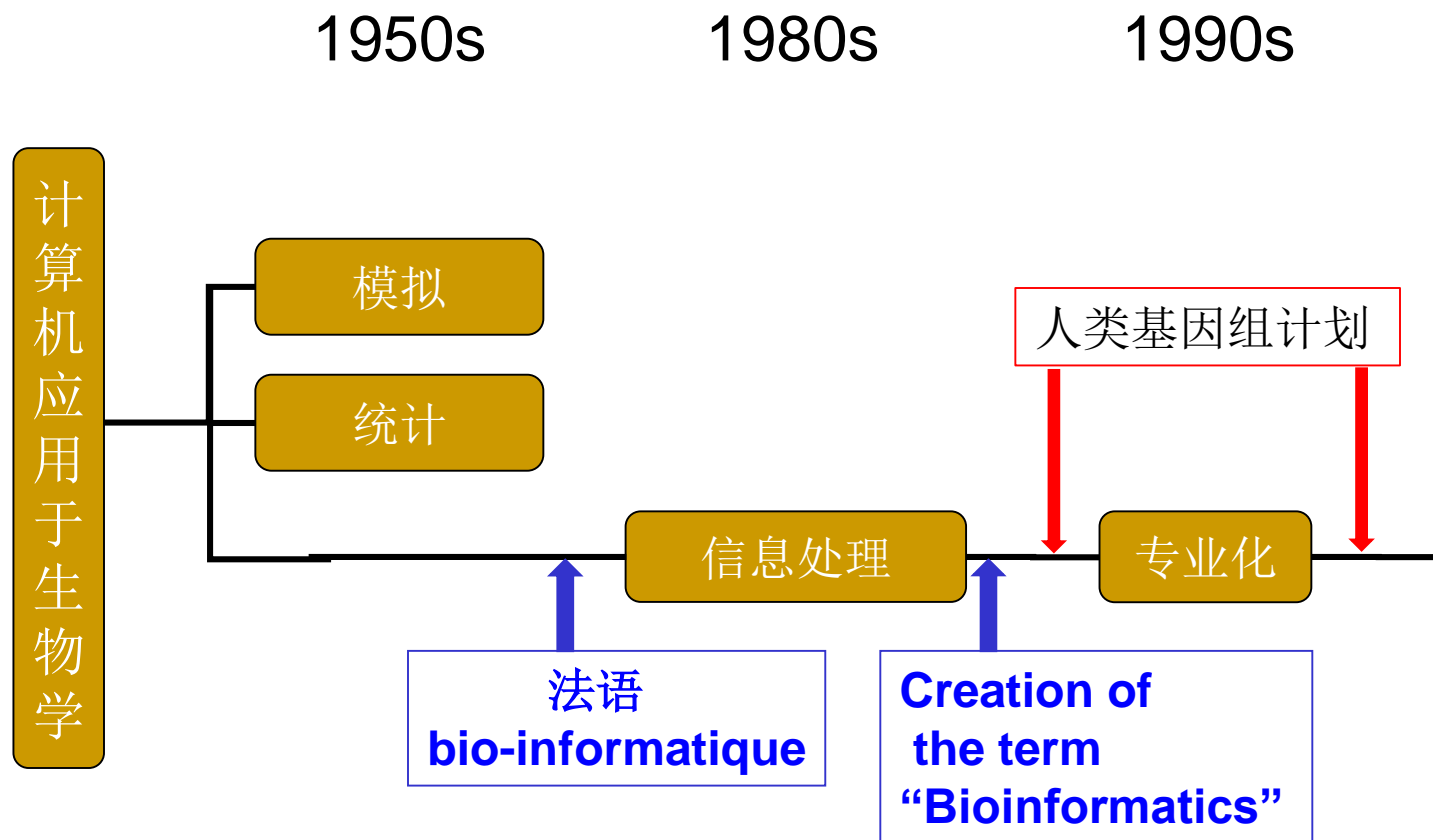 1950s 1980s 1990s
计算机应用于生物学
模拟
统计
人类基因组计划
信息处理
专业化
法语
bio-informatique
Creation of
the term
“Bioinformatics”